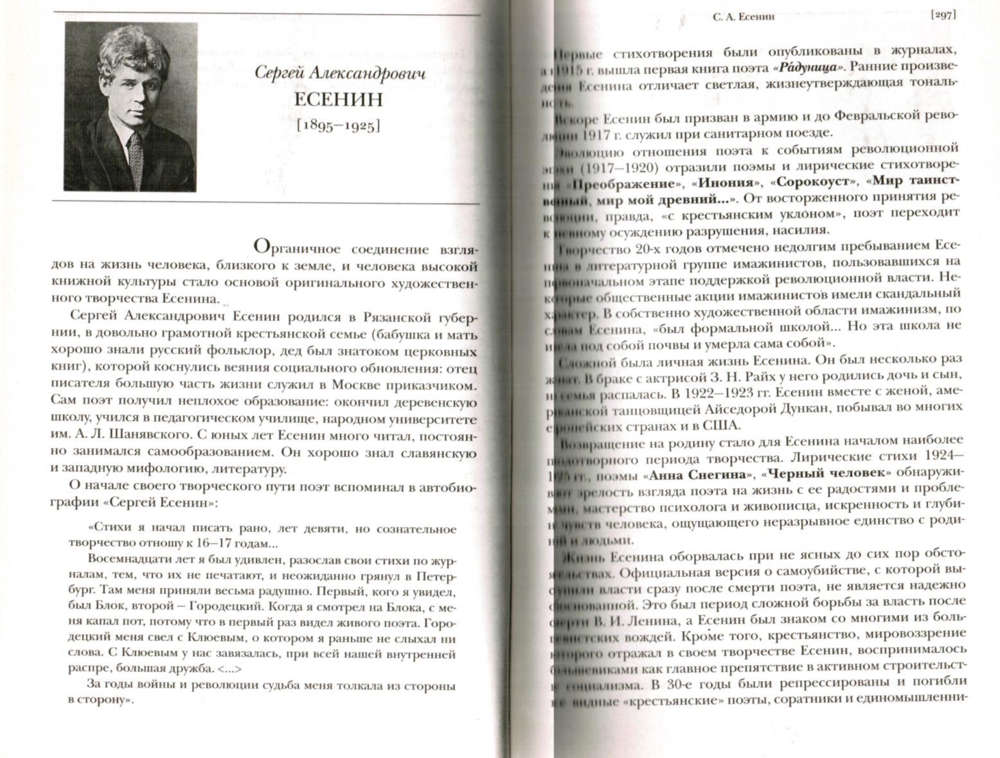 Сергей Александрович
ЕСЕНИН
[1895–1925]
Органичное соединение взгля-
дов на жизнь человека, близкого к земле, и человека высокой
книжной культуры стало основой оригинального художествен-
ного творчества Есенина.
Сергей Александрович Есенин родился в Рязанской губер-
нии, в довольно грамотной крестьянской семье (бабушка и мать
хорошо знали русский фольклор, дед был знатоком церковных
книг), которой коснулись веяния социального обновления: отец
писателя большую часть жизни служил в Москве приказчиком.
Сам поэт получил неплохое образование: окончил деревенскую
школу, учился в педагогическом училище, народном университете
им. А. Л. Шанявского. С юных лет Есенин много читал, постоян-
но занимался самообразованием. Он хорошо знал славянскую
и западную мифологию, литературу.
О начале своего творческого пути поэт вспоминал в автобио-
графии «Сергей Есенин»:
«Стихи я начал писать рано, лет девяти, но сознательное
творчество отношу к 16–17 годам...
Восемнадцати лет я был удивлен, разослав свои стихи по жур-
налам, тем, что их не печатают, и неожиданно грянул в Петер-
бург. Там меня приняли весьма радушно. Первый, кого я увидел,
был Блок, второй – Городецкий. Когда я смотрел на Блока, с ме-
ня капал пот, потому что в первый раз видел живого поэта. Горо-
децкий меня свел с Клюевым, о котором я раньше не слыхал ни
слова. С Клюевым у нас завязалась, при всей нашей внутренней
распре, большая дружба. <...>
За годы войны и революции судьба меня толкала из стороны
в сторону».
С. А. Есенин
[297]
Первые стихотворения были опубликованы в журналах,
а в 1915 г. вышла первая книга поэта «Ра́дуница». Ранние произве-
дения Есенина отличает светлая, жизнеутверждающая тональ-
ность.
Вскоре Есенин был призван в армию и до Февральской рево-
люции 1917 г. служил при санитарном поезде.
Эволюцию отношения поэта к событиям революционной
эпохи (1917–1920) отразили поэмы и лирические стихотворе-
ния «Преображение», «Инония», «Сорокоуст», «Мир таинст-
венный, мир мой древний...». От восторженного принятия ре-
волюции, правда, «с крестьянским уклоном», поэт переходит
к осуждению разрушения, насилия.
Творчество 20-х годов отмечено недолгим пребыванием Есе-
нина в литературной группе имажинистов, пользовавшихся на
первоначальном этапе поддержкой революционной власти. Не-
которые общественные акции имажинистов имели скандальный
характер. В собственно художественной области имажинизм, по
словам Есенина, «был формальной школой... Но эта школа не
имела под собой почвы и умерла сама собой».
Сложной была личная жизнь Есенина. Он был несколько раз
женат. В браке с актрисой З. Н. Райх у него родились дочь и сын,
но семья распалась. В 1922–1923 гг. Есенин вместе с женой, аме-
риканской танцовщицей Айседорой Дункан, побывал во многих
европейских странах и в США.
Возвращение на родину стало для Есенина началом наиболее
плодотворного периода творчества. Лирические стихи 1924–
1925 гг., поэмы «Анна Снегина», «Черный человек» обнаружи-
вают зрелость взгляда поэта на жизнь с ее радостями и пробле-
мами, мастерство психолога и живописца, искренность и глуби-
ну чувств человека, ощущающего неразрывное единство с роди-
ной и людьми.
Жизнь Есенина оборвалась при не ясных до сих пор обсто-
ятельствах. Официальная версия о самоубийстве, с которой вы-
ступили власти сразу после смерти поэта, не является надежно
обоснованной. Это был период сложной борьбы за власть после
смерти В. И. Ленина, а Есенин был знаком со многими из боль-
шевистских вождей. Кроме того, крестьянство, мировоззрение
которого отражал в своем творчестве Есенин, воспринималось
большевиками как главное препятствие в активном строительст-
ве социализма. В 30-е годы были репрессированы и погибли
видные «крестьянские» поэты, соратники и единомышленни-